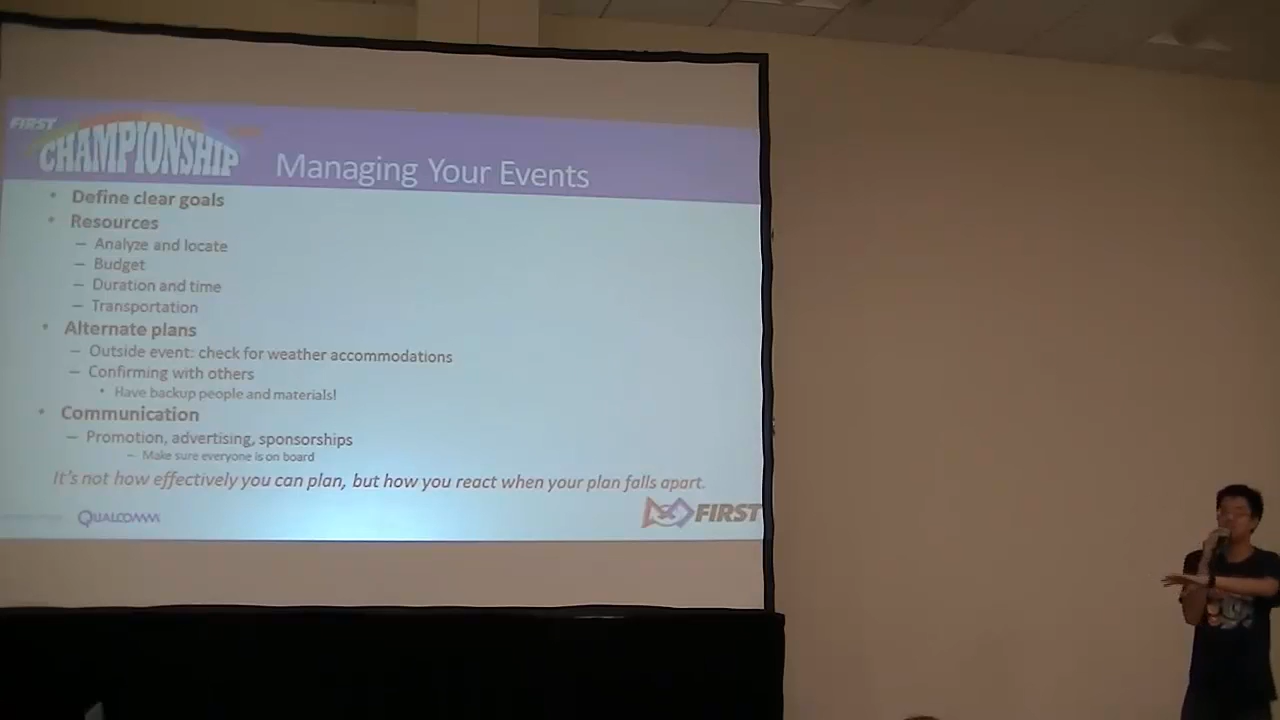 FIRST
CHAMPIONSHIP
Managing Your Events
• Define clear goals
• Resources
– Analyze and locate
– Budget
– Duration and time
– Transportation
• Alternate plans
– Outside event: check for weather accommodations
– Confirming with others
• Have backup people and materials!
• Communication
– Promotion, advertising, sponsorships
– Make sure everyone is on board
It's not how effectively you can plan, but how you react when your plan falls apart.
QUALCOMM
FIRST